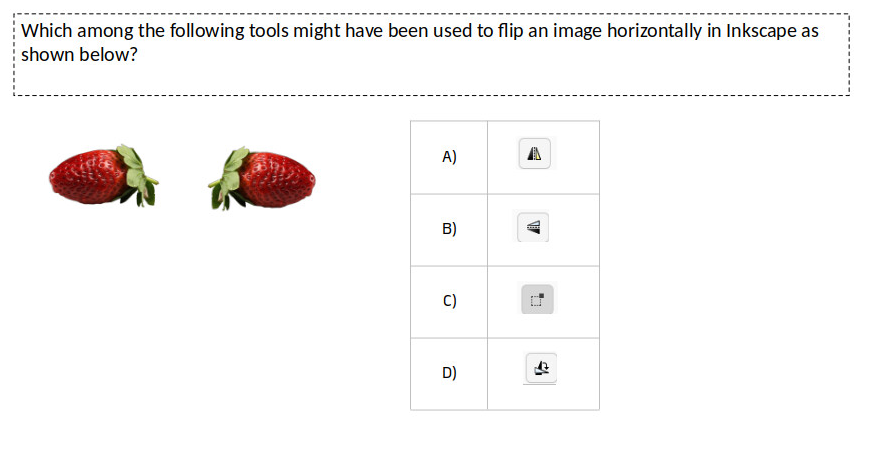 Which among the following tools might have been used to flip an image horizontally in Inkscape as
shown below?
A)
B)
C)
D)